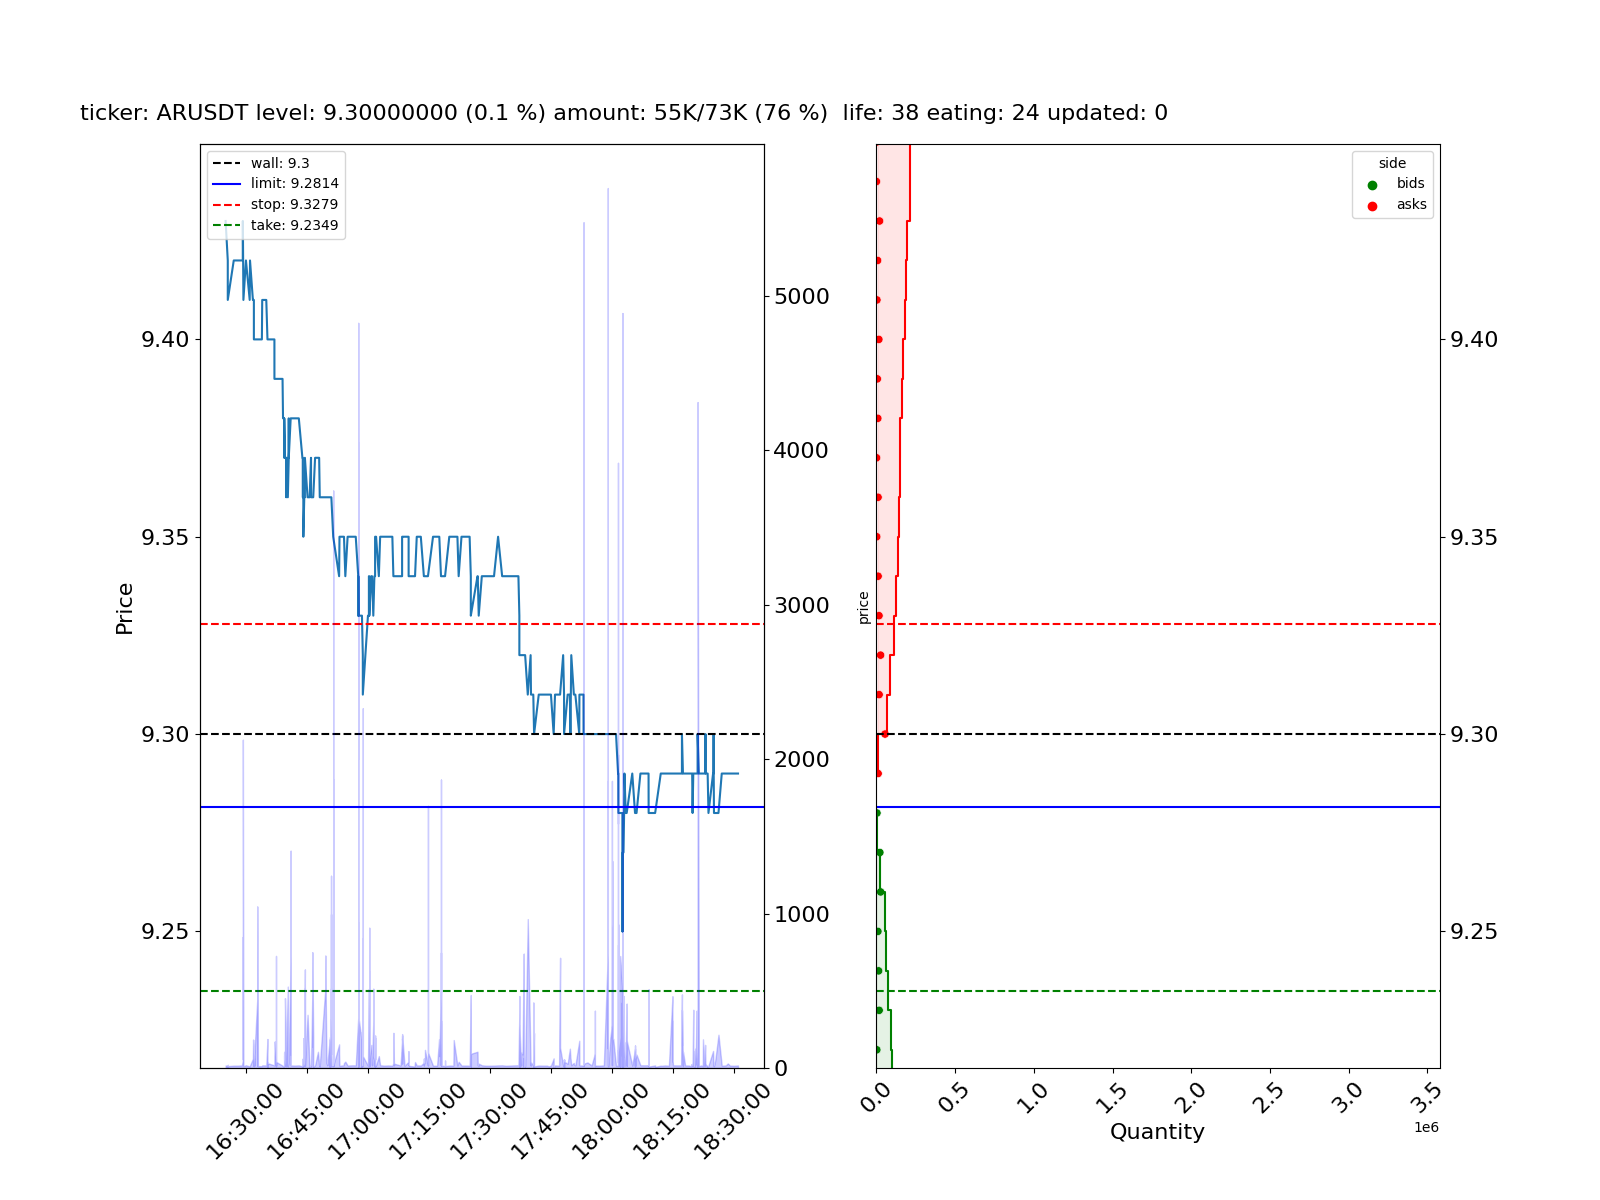 ticker: ARUSDT level: 9.30000000 (0.1 %) amount: 55K/73K (76 %)  life: 38 eating: 24 updated: 0
wall: 9.3
limit: 9.2814
stop: 9.3279
take: 9.2349
Price
9.40
9.35
9.30
9.25
5000
4000
3000
2000
1000
0
16:30:00
16:45:00
17:00:00
17:15:00
17:30:00
17:45:00
18:00:00
18:15:00
18:30:00
side
bids
asks
price
9.40
9.35
9.30
9.25
0.0
0.5
1.0
1.5
2.0
2.5
3.0
3.5
1e6
Quantity